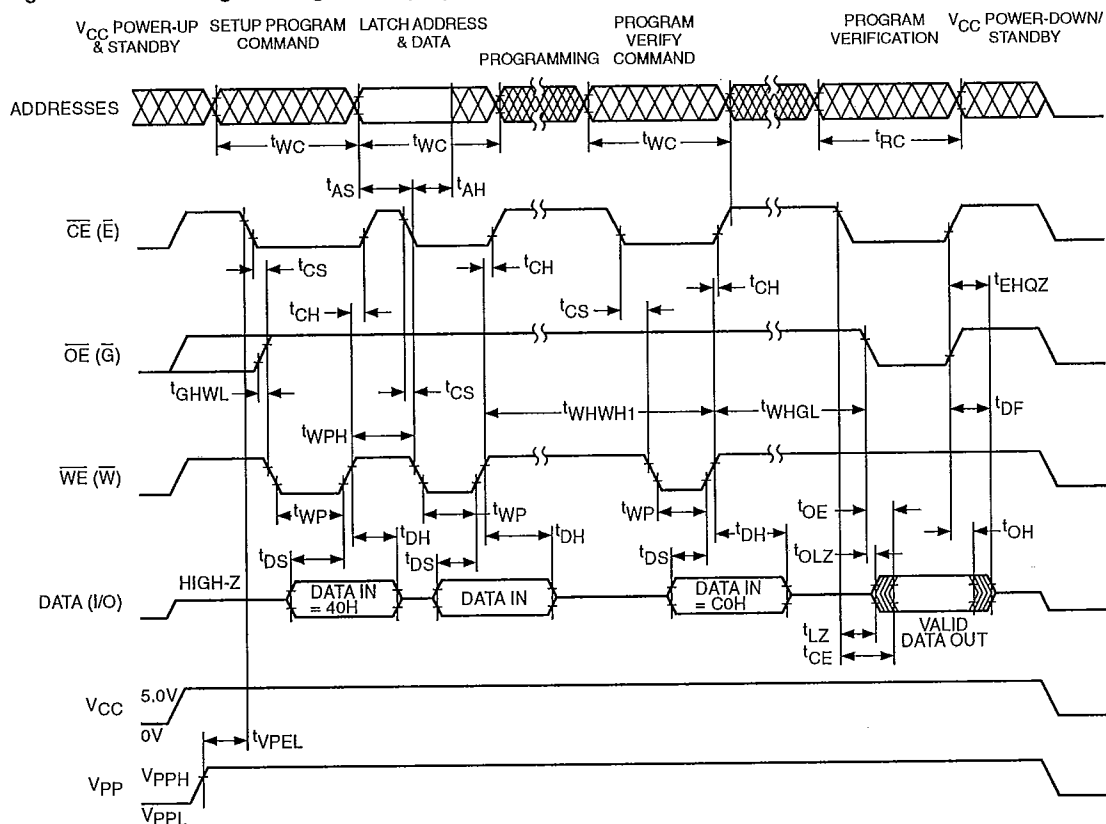 VCC POWER-UP & STANDBY
SETUP PROGRAM COMMAND
LATCH ADDRESS & DATA
PROGRAMMING
PROGRAM VERIFY COMMAND
PROGRAM VERIFICATION
VCC POWER-DOWN/ STANDBY
ADDRESSES
tWC
tWC
tWC
tRC
tAS
tAH
CE (E)
tCS
tCH
tCH
tCS
tCH
tEHQZ
OE (G)
tGHWL
tCS
tWPH
tWHWH1
tWHGL
tDF
WE (W)
tWP
tWP
tWP
tOE
tDH
tDH
tDH
tOH
tDS
tDS
tDS
tOLZ
HIGH-Z
DATA (I/O)
DATA IN = 40H
DATA IN
DATA IN = C0H
VALID DATA OUT
tLZ
tCE
VCC
5.0V
0V
tVPEL
VPP
VPPH
VPPL